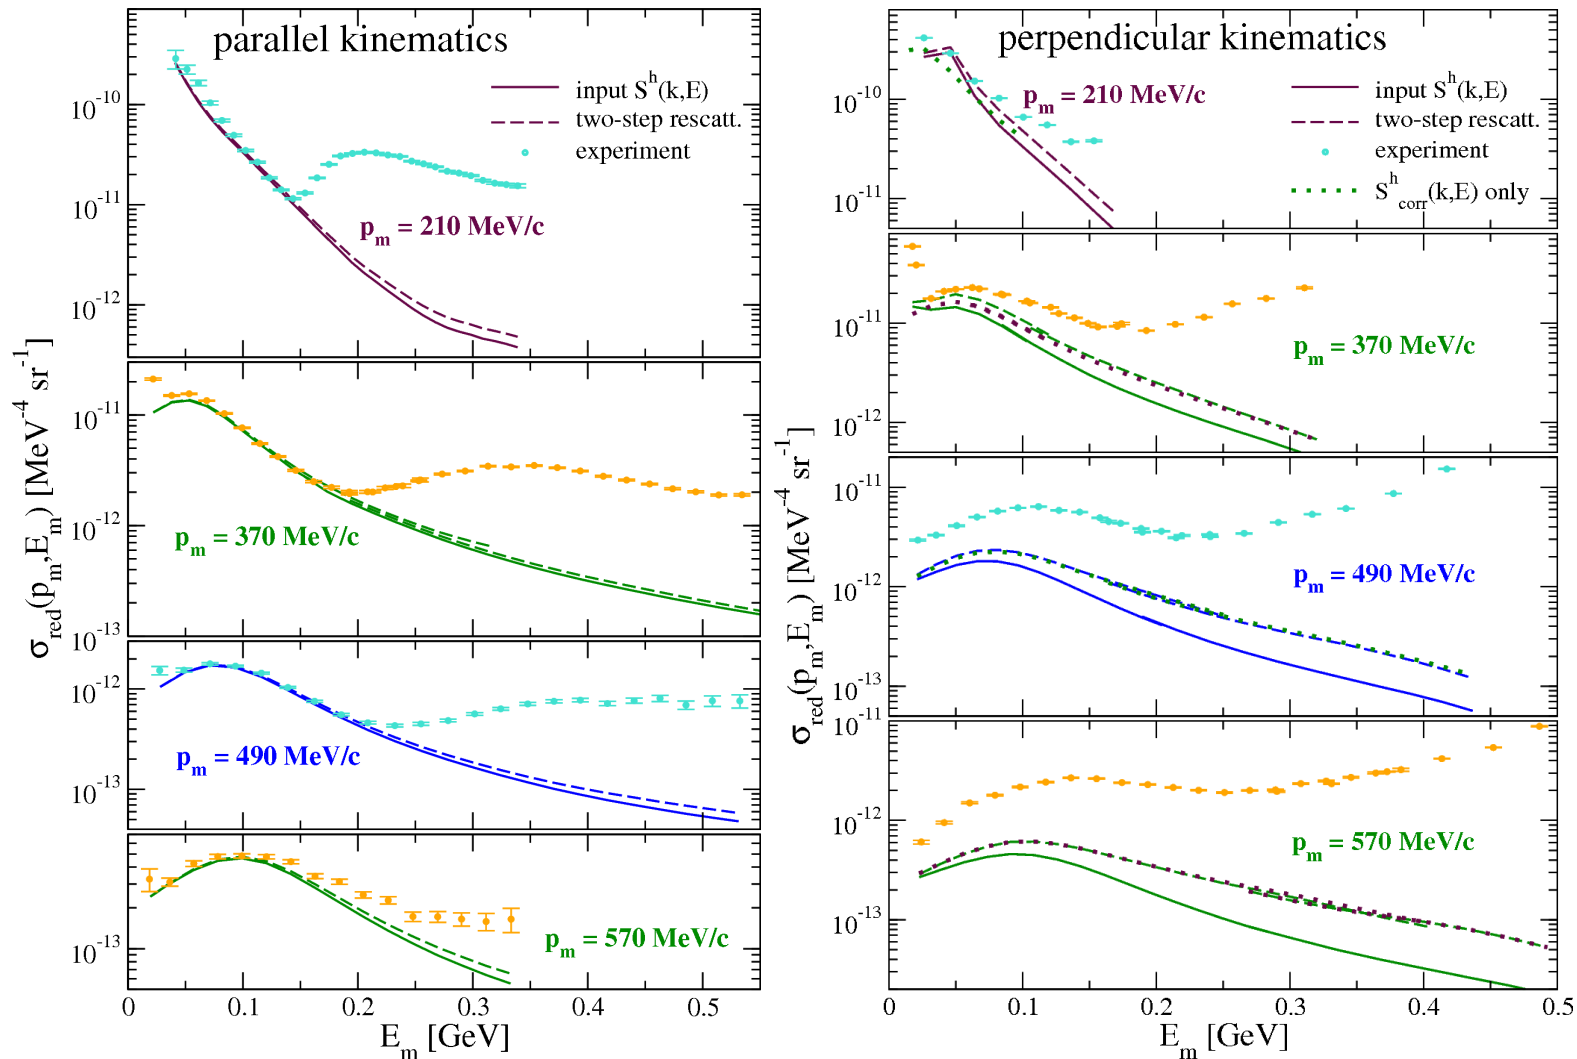 parallel kinematics
input S^h(k,E)
two-step rescatt.
experiment
p_m = 210 MeV/c
10^-10
10^-11
10^-12
p_m = 370 MeV/c
10^-11
10^-12
10^-13
p_m = 490 MeV/c
10^-11
10^-12
10^-13
p_m = 570 MeV/c
10^-13
σ_red(p_m,E_m) [MeV^-4 sr^-1]
0 0.1 0.2 0.3 0.4 0.5
E_m [GeV]
perpendicular kinematics
p_m = 210 MeV/c
input S^h(k,E)
two-step rescatt.
experiment
S^h_corr(k,E) only
10^-10
10^-11
p_m = 370 MeV/c
10^-11
10^-12
p_m = 490 MeV/c
10^-11
10^-12
10^-13
p_m = 570 MeV/c
10^-11
10^-12
10^-13
σ_red(p_m,E_m) [MeV^-4 sr^-1]
0 0.1 0.2 0.3 0.4 0.5
E_m [GeV]